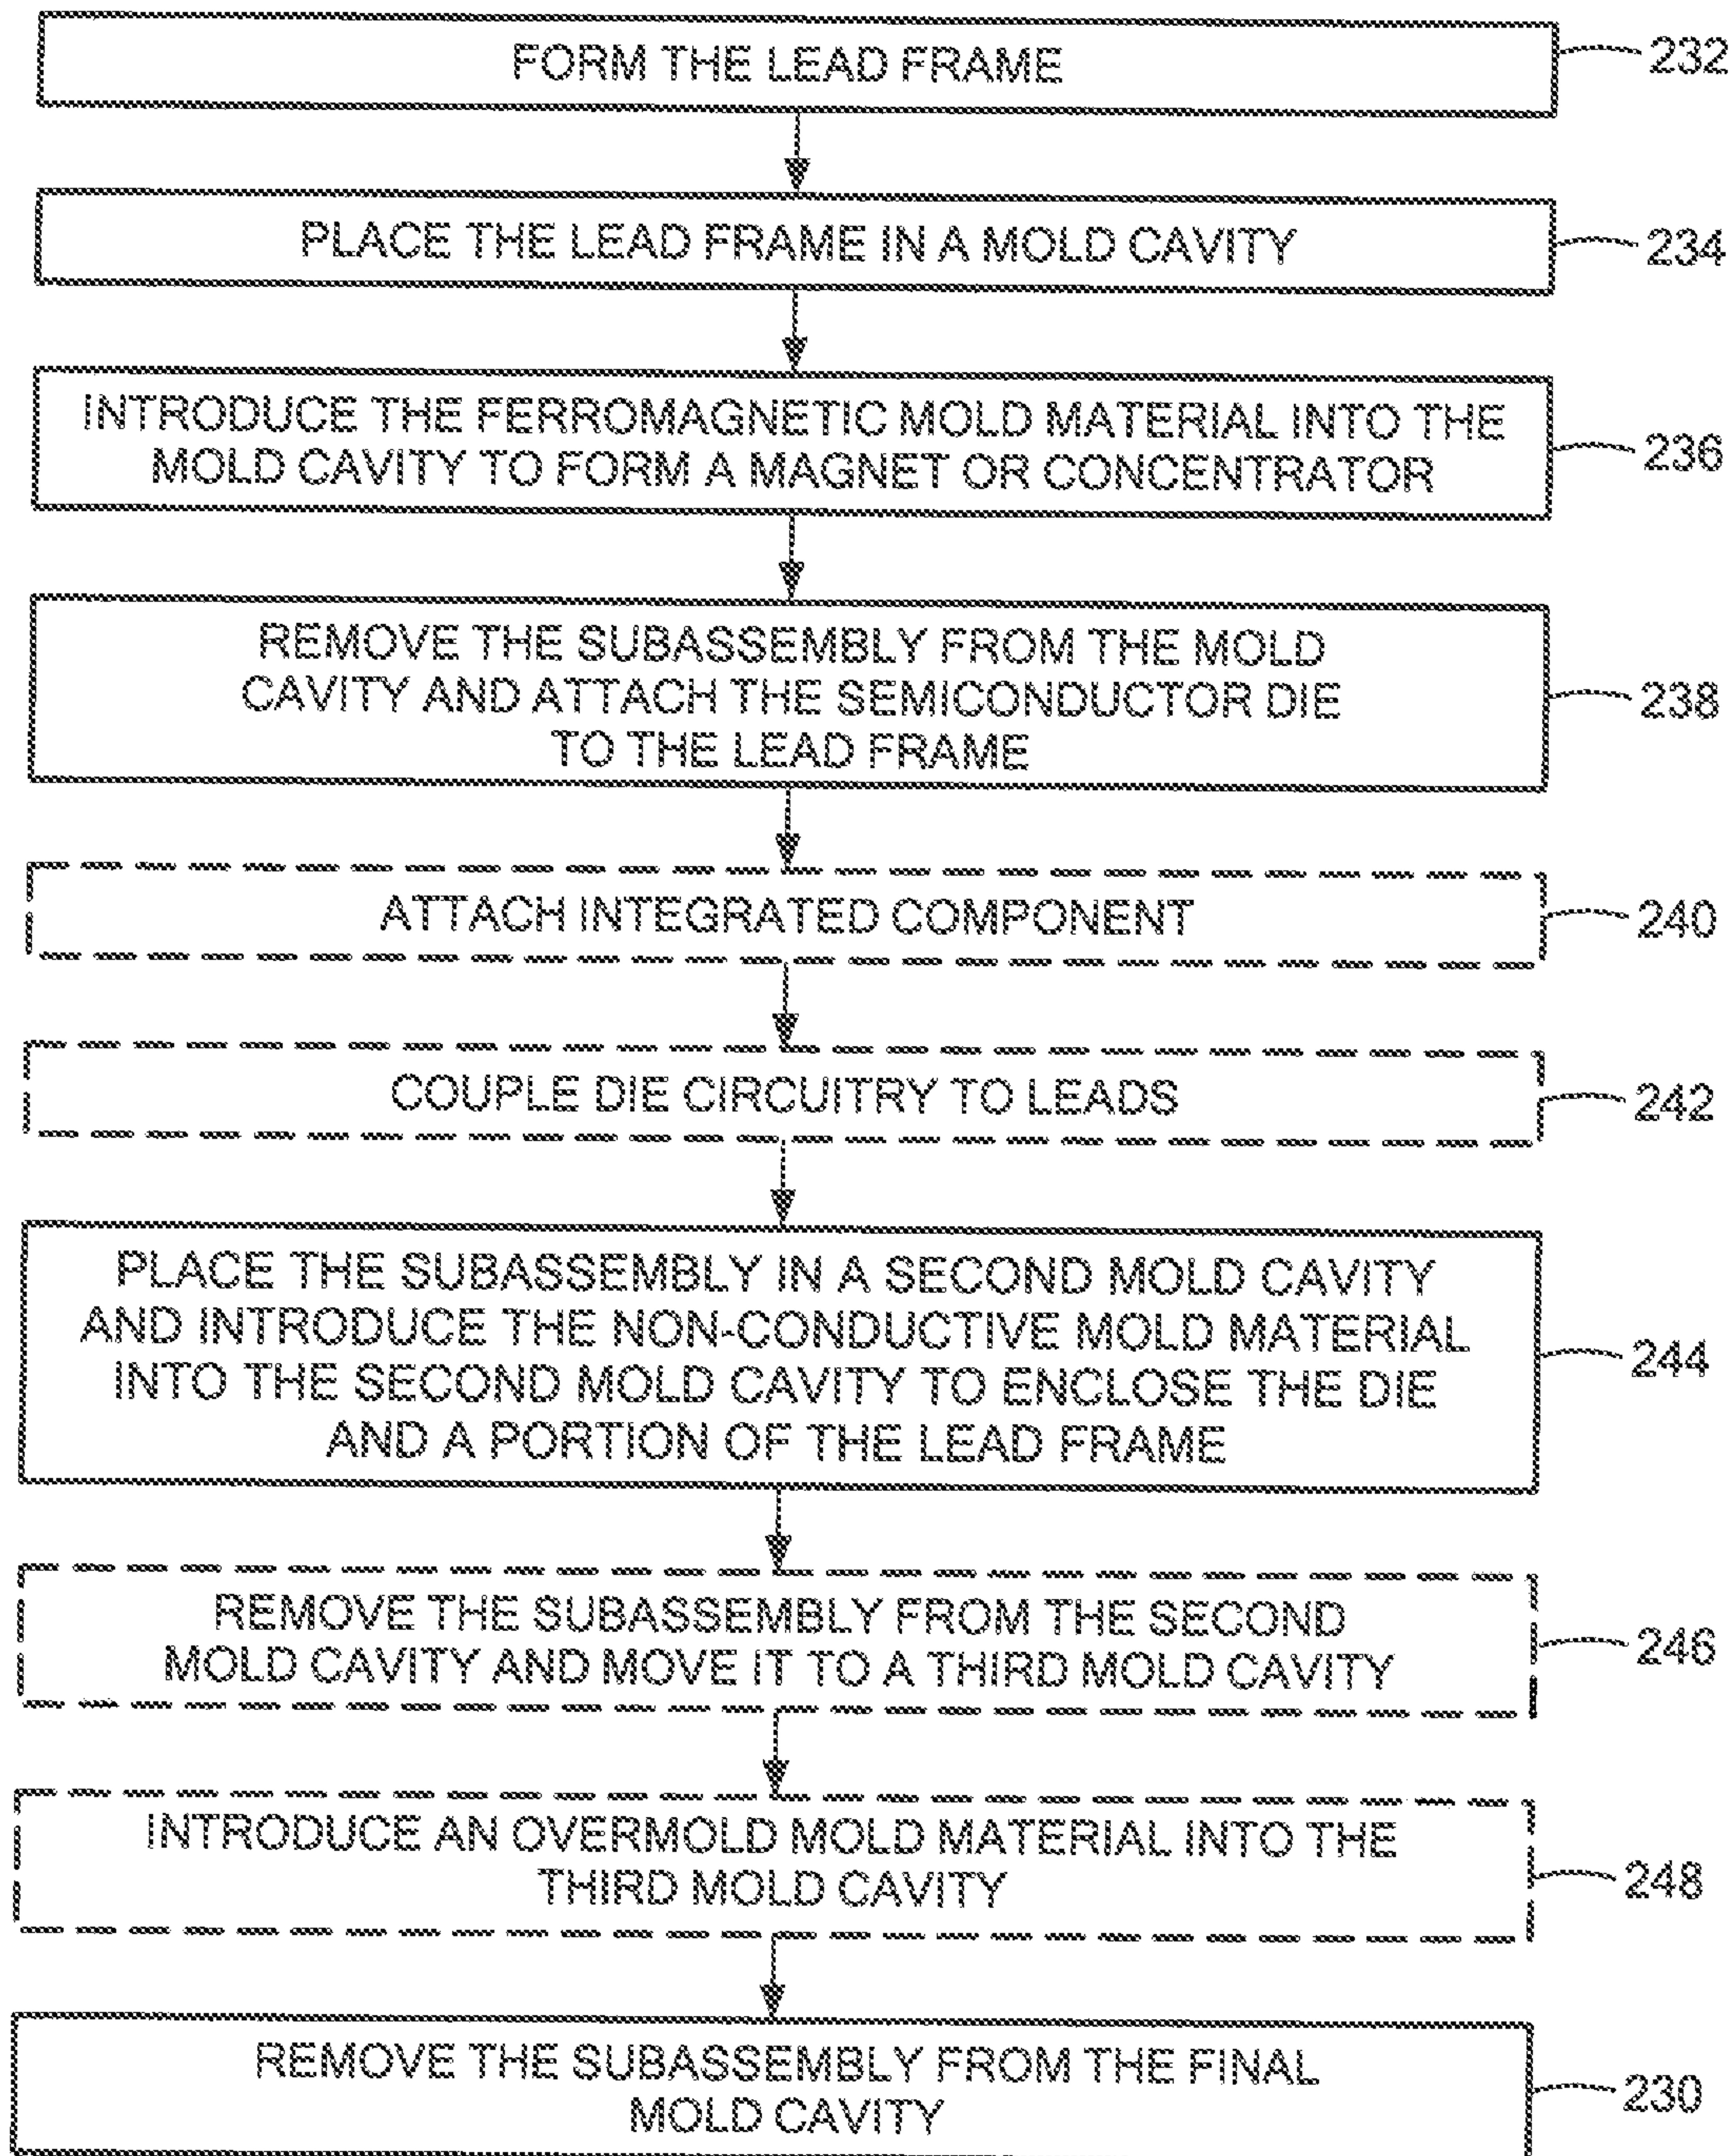 FORM THE LEAD FRAME
232
PLACE THE LEAD FRAME IN A MOLD CAVITY
234
INTRODUCE THE FERROMAGNETIC MOLD MATERIAL INTO THE
MOLD CAVITY TO FORM A MAGNET OR CONCENTRATOR
236
REMOVE THE SUBASSEMBLY FROM THE MOLD
CAVITY AND ATTACH THE SEMICONDUCTOR DIE
TO THE LEAD FRAME
238
ATTACH INTEGRATED COMPONENT
240
COUPLE DIE CIRCUITRY TO LEADS
242
PLACE THE SUBASSEMBLY IN A SECOND MOLD CAVITY
AND INTRODUCE THE NON-CONDUCTIVE MOLD MATERIAL
INTO THE SECOND MOLD CAVITY TO ENCLOSE THE DIE
AND A PORTION OF THE LEAD FRAME
244
REMOVE THE SUBASSEMBLY FROM THE SECOND
MOLD CAVITY AND MOVE IT TO A THIRD MOLD CAVITY
246
INTRODUCE AN OVERMOLD MOLD MATERIAL INTO THE
THIRD MOLD CAVITY
248
REMOVE THE SUBASSEMBLY FROM THE FINAL
MOLD CAVITY
230